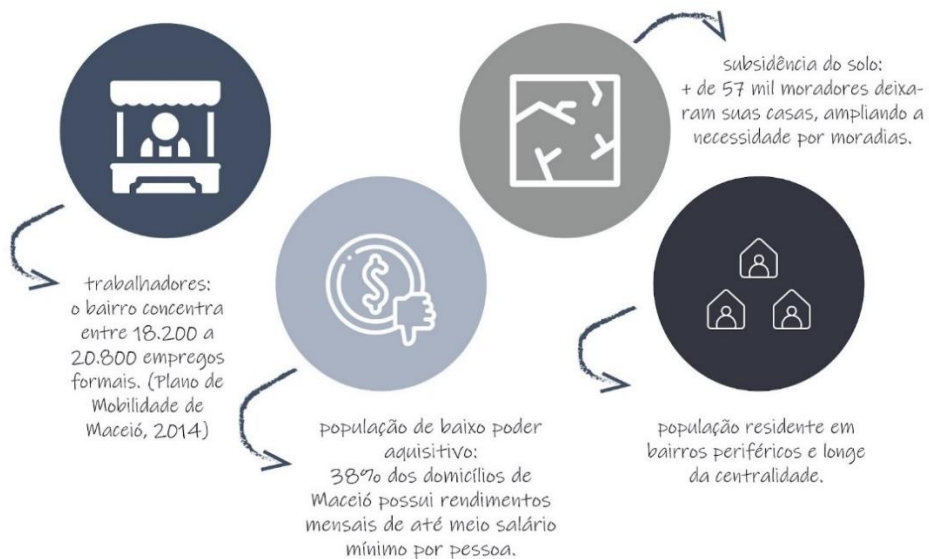 trabalhadores:
o bairro concentra
entre 18.200 a
20.800 empregos
formais. (Plano de
Mobilidade de
Maceió, 2014)
população de baixo poder
aquisitivo:
38% dos domicílios de
Maceió possui rendimentos
mensais de até meio salário
mínimo por pessoa.
subsidência do solo:
+ de 57 mil moradores deixa-
ram suas casas, ampliando a
necessidade por moradias.
população residente em
bairros periféricos e longe
da centralidade.
$